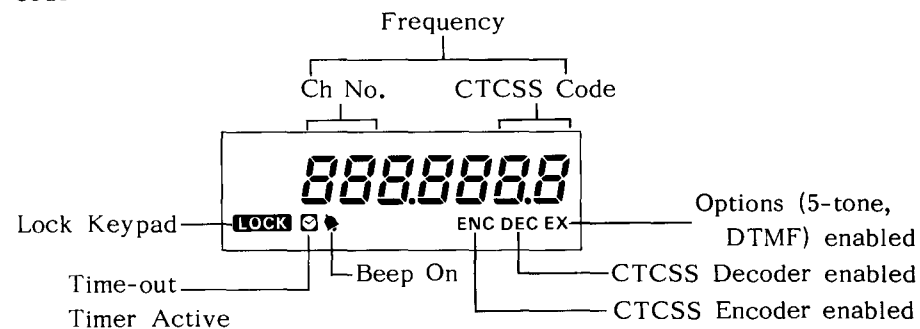 Frequency
Ch No.
CTCSS Code
888.888.8
Lock Keypad
LOCK
ENC DEC EX
Options (5-tone,
DTMF) enabled
Beep On
CTCSS Decoder enabled
Time-out
Timer Active
CTCSS Encoder enabled